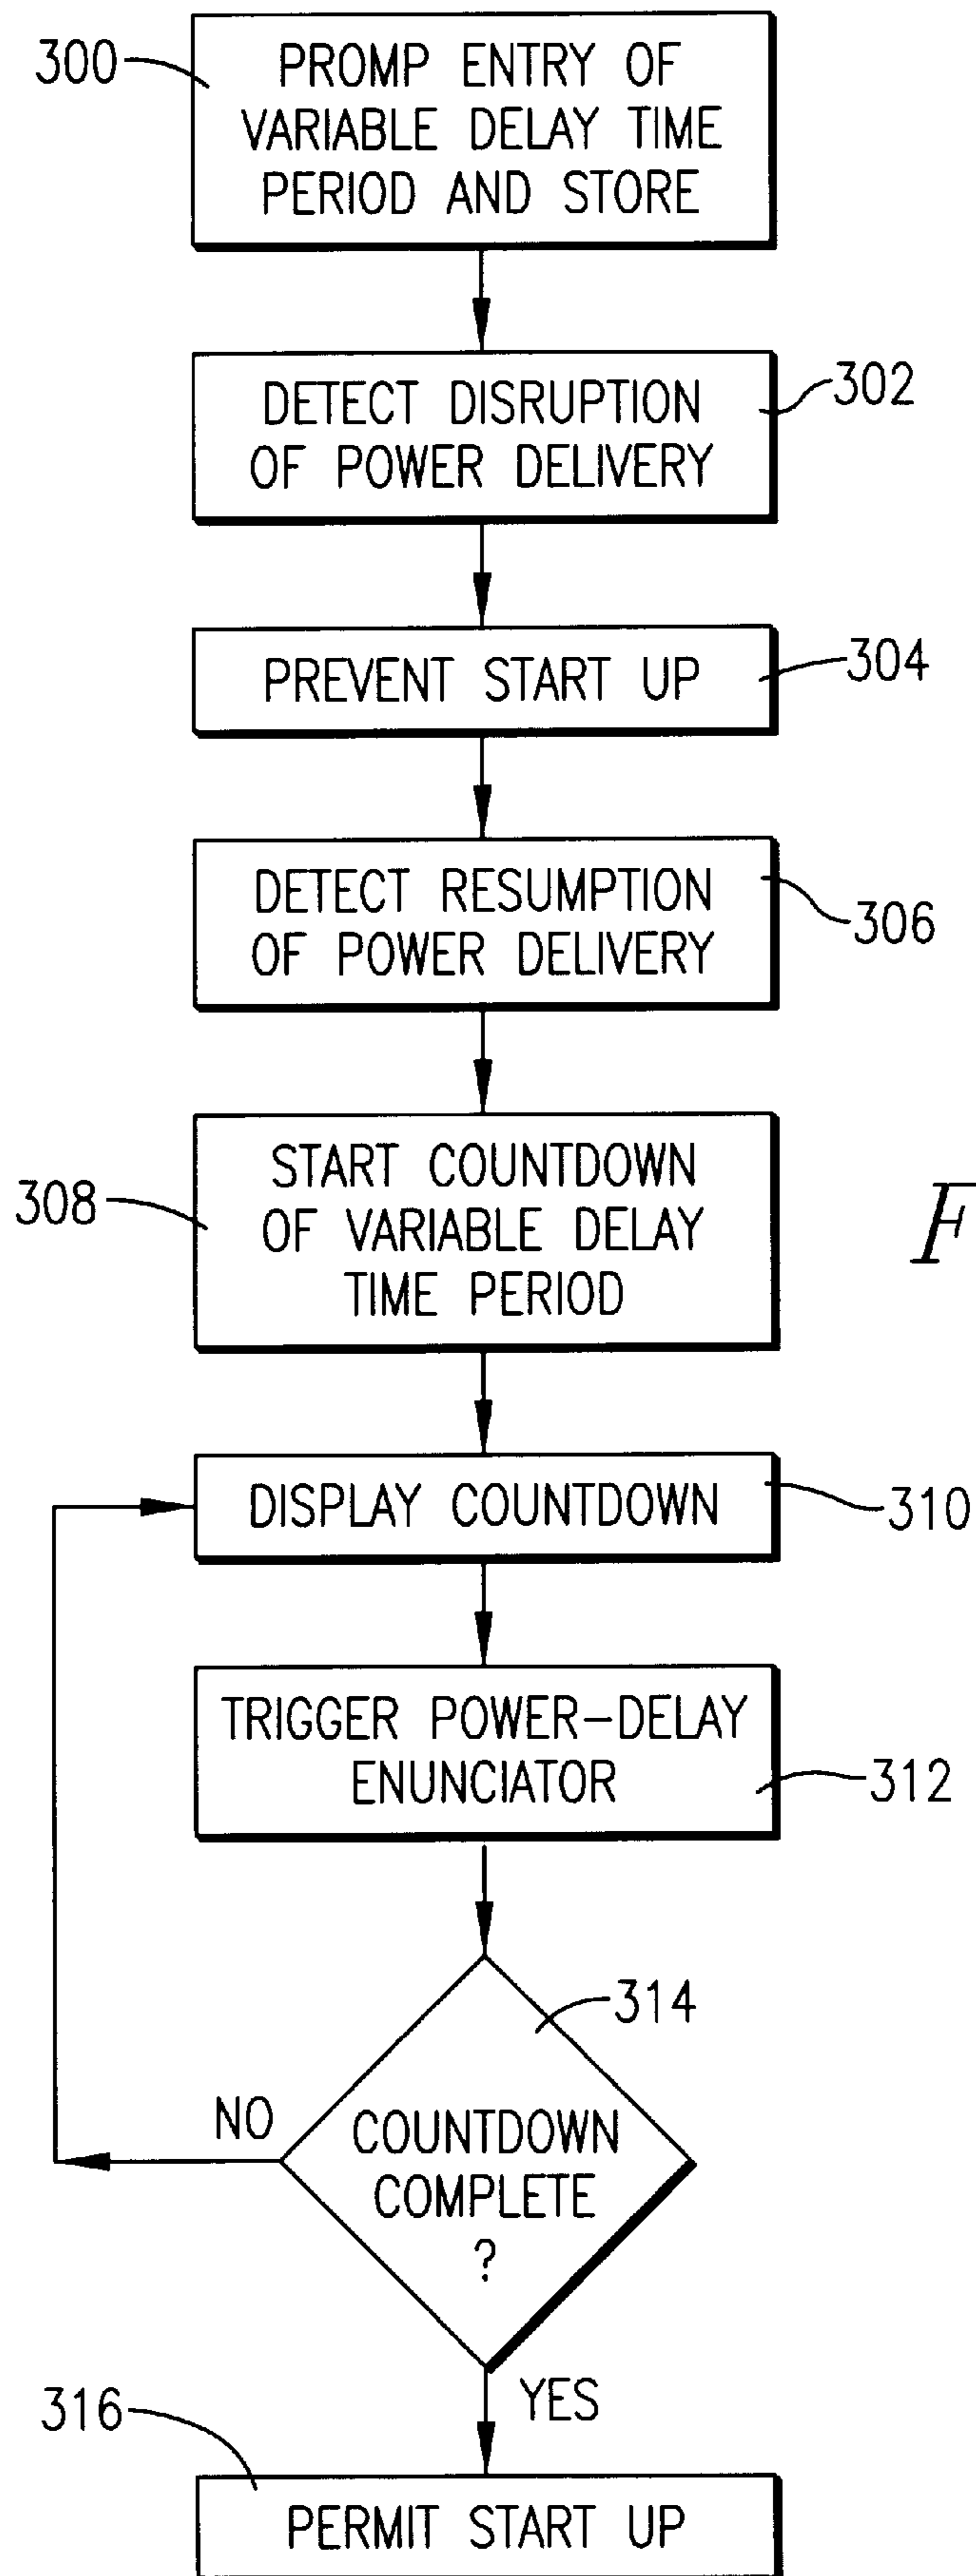 300
PROMP ENTRY OF
VARIABLE DELAY TIME
PERIOD AND STORE
DETECT DISRUPTION
OF POWER DELIVERY
302
PREVENT START UP
304
DETECT RESUMPTION
OF POWER DELIVERY
306
308
START COUNTDOWN
OF VARIABLE DELAY
TIME PERIOD
F
DISPLAY COUNTDOWN
310
TRIGGER POWER-DELAY
ENUNCIATOR
312
314
NO
COUNTDOWN
COMPLETE
?
YES
316
PERMIT START UP